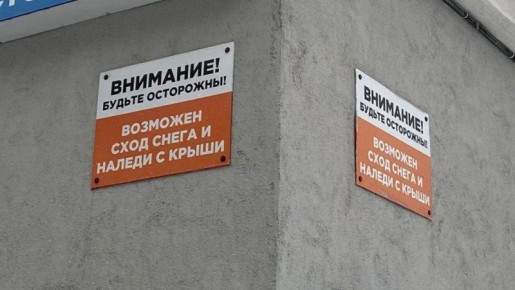 ВНИМАНИЕ!
БУДЬТЕ ОСТОРОЖНЫ!
ВОЗМОЖЕН
СХОД СНЕГА И
НАЛЕДИ С КРЫШИ
ВНИМАНИЕ!
БУДЬТЕ ОСТОРОЖНЫ!
ВОЗМОЖЕН
СХОД СНЕГА И
НАЛЕДИ С КРЫШИ